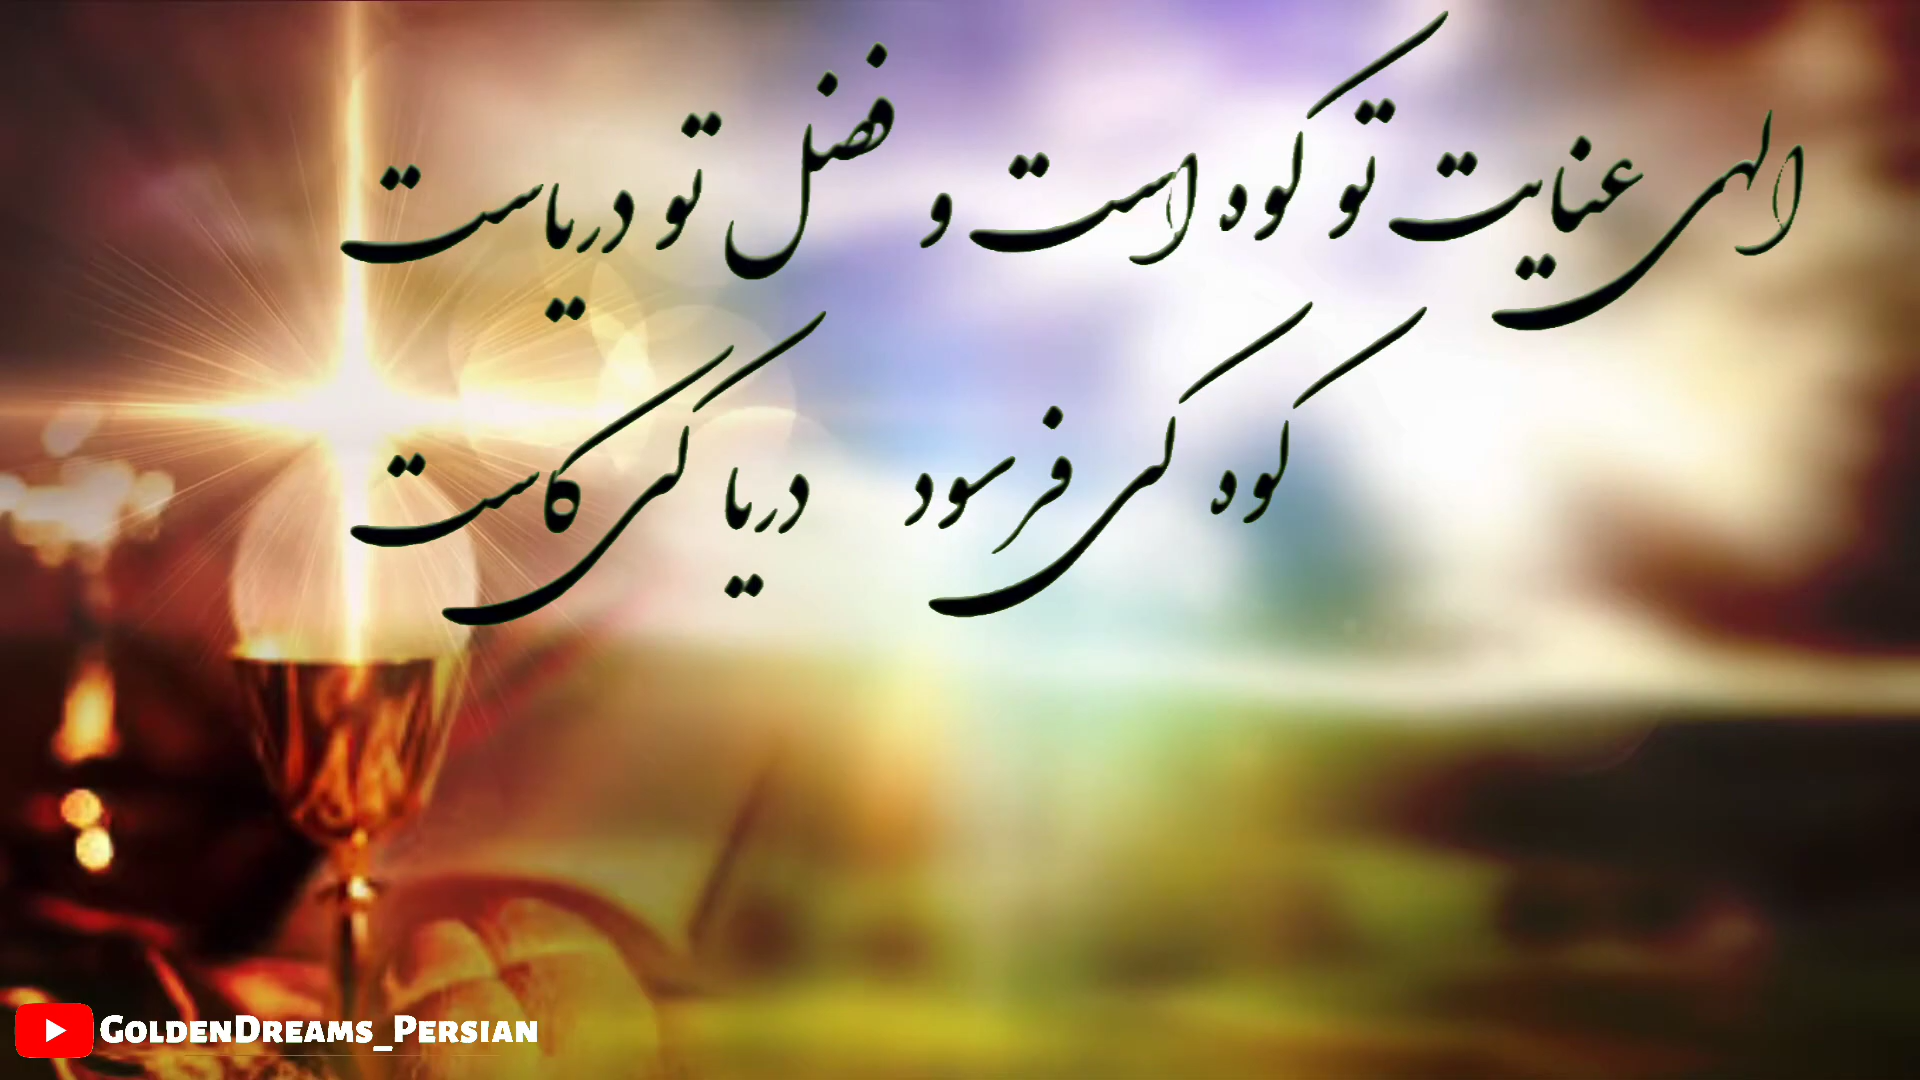 الهی عنایت تو کوه است و فضل تو دریاست
کوه کی فرسود دریا کی کاست
GoldenDreams_Persian